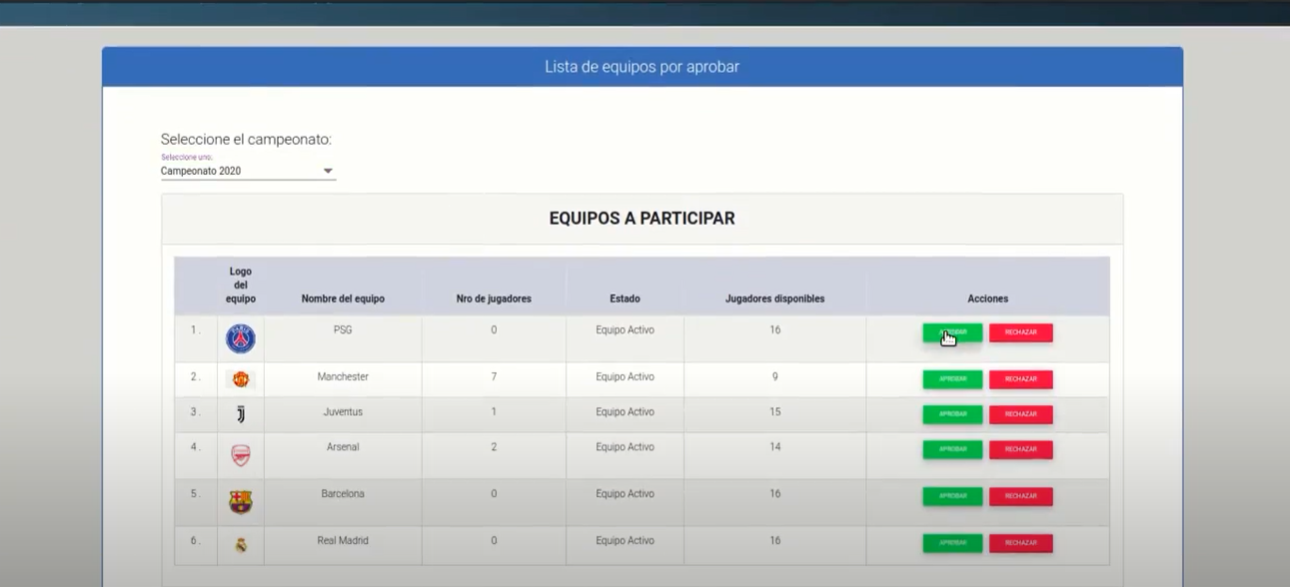 Lista de equipos por aprobar
Seleccione el campeonato:
Seleccione uno:
Campeonato 2020
EQUIPOS A PARTICIPAR
Logo del equipo Nombre del equipo Nro de jugadores Estado Jugadores disponibles Acciones
1. PSG 0 Equipo Activo 16 RECHAZAR
2. Manchester 7 Equipo Activo 9 APROBAR RECHAZAR
3. Juventus 1 Equipo Activo 15 APROBAR RECHAZAR
4. Arsenal 2 Equipo Activo 14 APROBAR RECHAZAR
5. Barcelona 0 Equipo Activo 16 APROBAR RECHAZAR
6. Real Madrid 0 Equipo Activo 16 APROBAR RECHAZAR